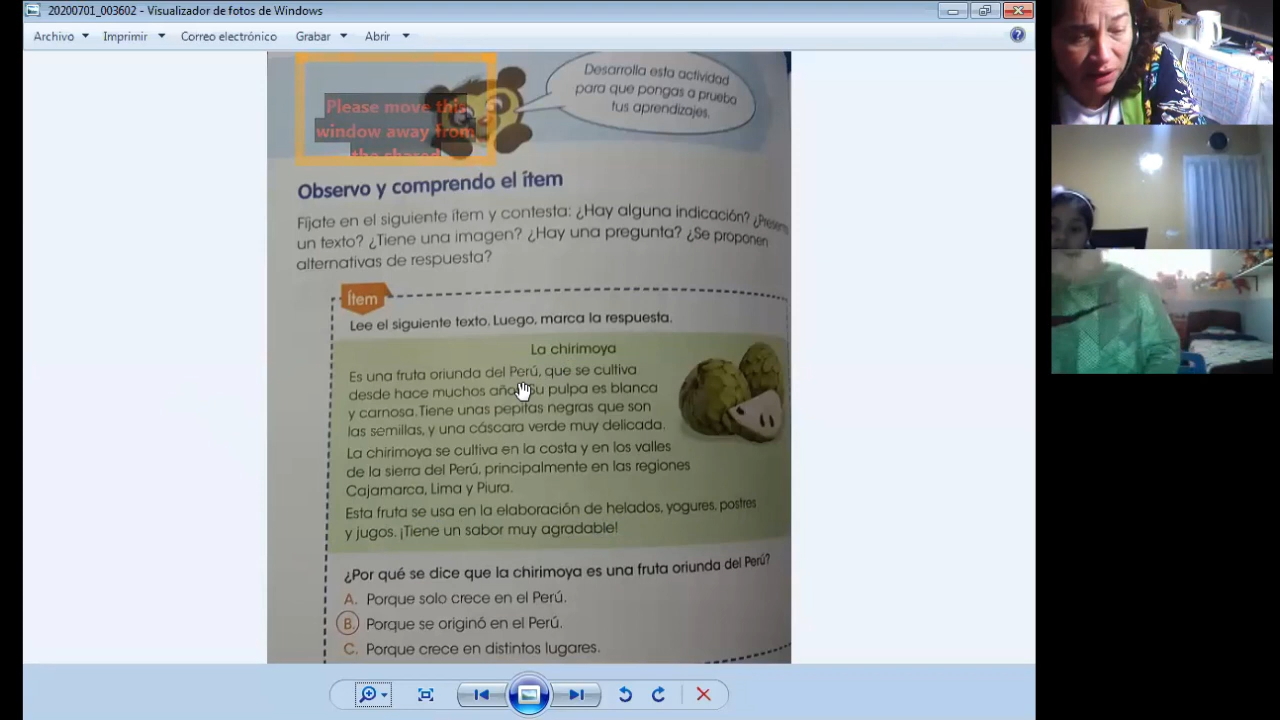 20200701_003602 - Visualizador de fotos de Windows
Archivo Imprimir Correo electrónico Grabar Abrir
Desarrolla esta actividad
para que pongas a prueba
tus aprendizajes.
Please move this
window away from
the shared
Observo y comprendo el ítem
Fíjate en el siguiente ítem y contesta: ¿Hay alguna indicación?
un texto? ¿Tiene una imagen? ¿Hay una pregunta? ¿Se proponen
alternativas de respuesta?
Ítem
Lee el siguiente texto. Luego, marca la respuesta.
La chirimoya
Es una fruta oriunda del Perú, que se cultiva
desde hace muchos años. Su pulpa es blanca
y carnosa. Tiene unas pepitas negras que son
las semillas, y una cáscara verde muy delicada.
La chirimoya se cultiva en la costa y en los valles
de la sierra del Perú, principalmente en las regiones
Cajamarca, Lima y Piura.
Esta fruta se usa en la elaboración de helados, yogures, postres
y jugos. ¡Tiene un sabor muy agradable!
¿Por qué se dice que la chirimoya es una fruta oriunda del Perú?
A. Porque solo crece en el Perú.
B. Porque se originó en el Perú.
C. Porque crece en distintos lugares.